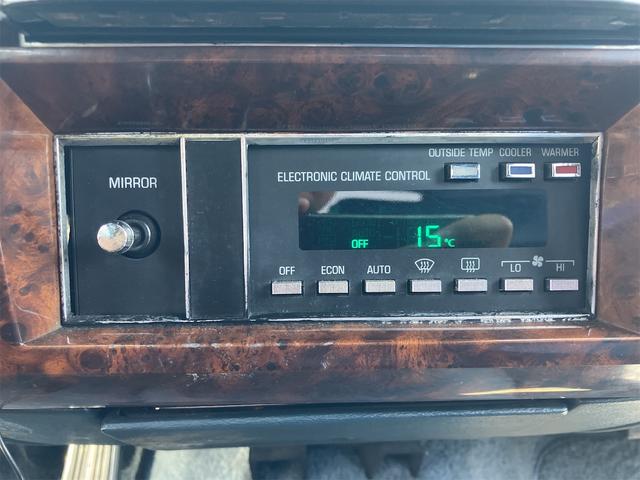 OUTSIDE TEMP COOLER WARMER
MIRROR
ELECTRONIC CLIMATE CONTROL
OFF 15°C
OFF ECON AUTO LO HI